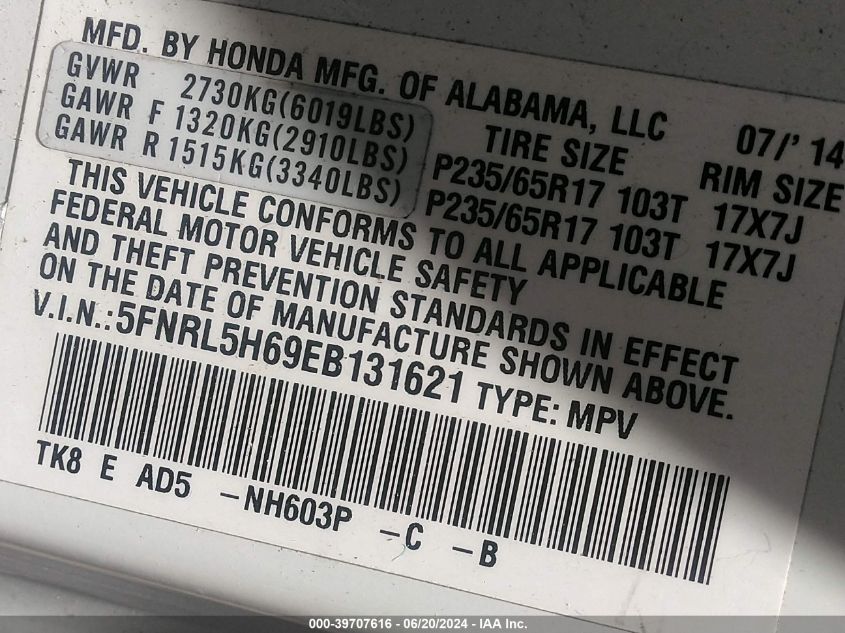 MFD. BY HONDA MFG. OF ALABAMA, LLC 07/' 14
GVWR 2730KG(6019LBS) TIRE SIZE RIM SIZE
GAWR F 1320KG(2910LBS) P235/65R17 103T 17X7J
GAWR R 1515KG(3340LBS) P235/65R17 103T 17X7J
THIS VEHICLE CONFORMS TO ALL APPLICABLE
FEDERAL MOTOR VEHICLE SAFETY
AND THEFT PREVENTION STANDARDS IN EFFECT
ON THE DATE OF MANUFACTURE SHOWN ABOVE.
V.I.N.:5FNRL5H69EB131621 TYPE: MPV
TK8 E AD5 -NH603P -C -B
000-39707616 - 06/20/2024 - IAA Inc.